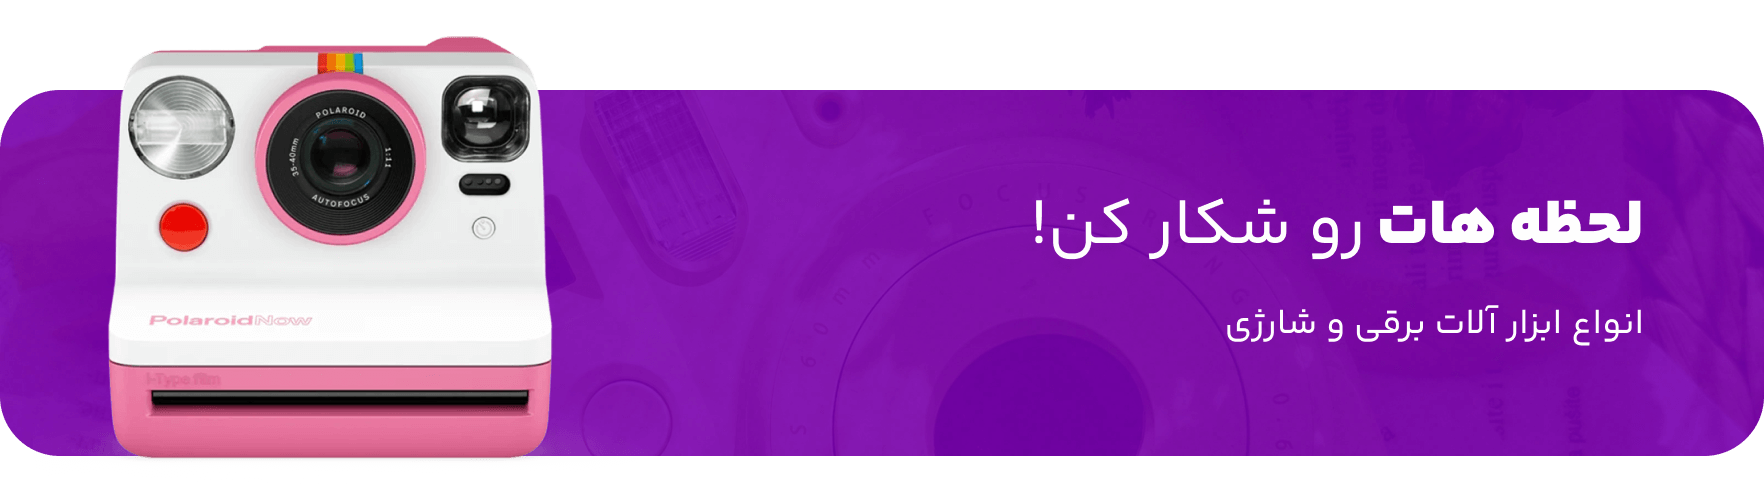 لحظه هات رو شکار کن!
انواع ابزار آلات برقی و شارژی
POLAROID
35-40mm
1:11
AUTOFOCUS
PolaroidNow
i-Type film